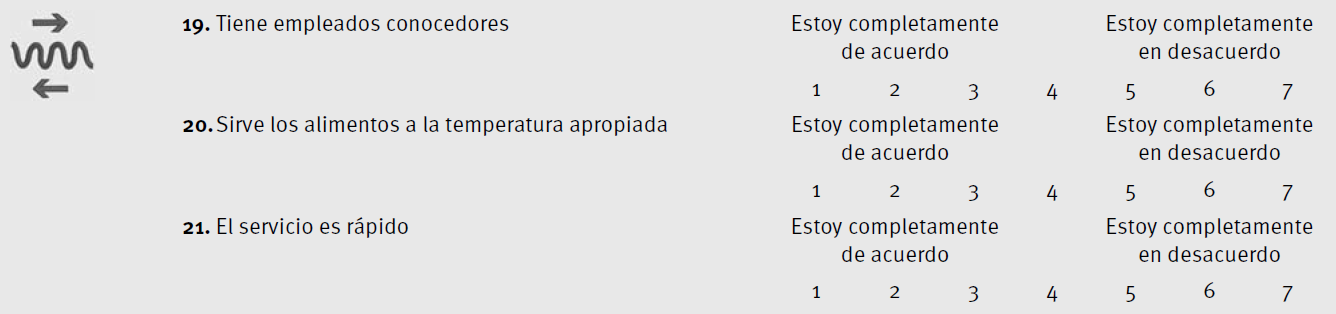 19. Tiene empleados conocedores Estoy completamente Estoy completamente
de acuerdo en desacuerdo
1 2 3 4 5 6 7
20. Sirve los alimentos a la temperatura apropiada Estoy completamente Estoy completamente
de acuerdo en desacuerdo
1 2 3 4 5 6 7
21. El servicio es rápido Estoy completamente Estoy completamente
de acuerdo en desacuerdo
1 2 3 4 5 6 7